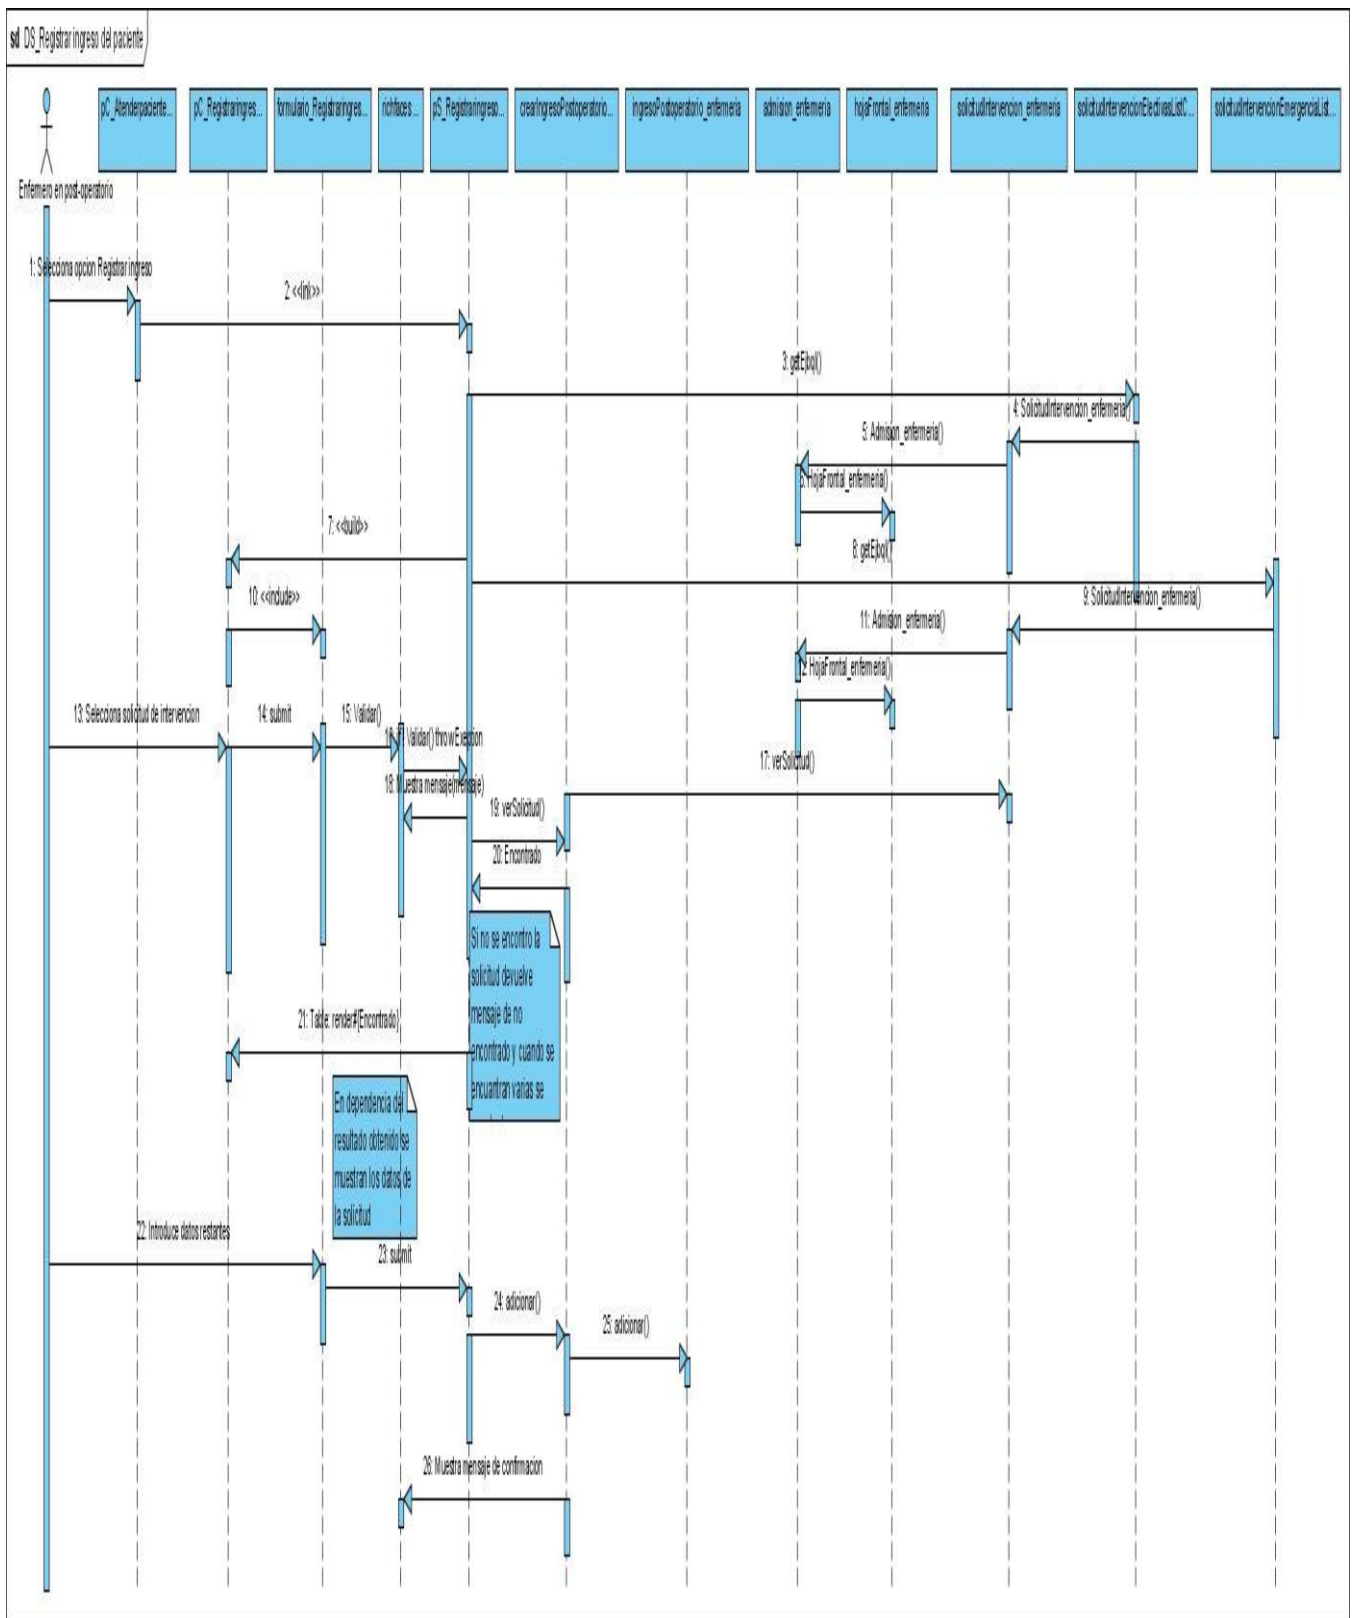 sd DS_Registrar ingreso del paciente
pC_Atenderpaciente...
pC_Registraringres...
formulario_Registraringres...
richfaces ...
pS_Registraringreso...
crearIngresoPostoperatorio...
ingresoPostoperatorio_enfermeria
admision_enfermeria
hojaFrontal_enfermeria
solicitudIntervencion_enfermeria
solicitudIntervencionElectivasListC...
solicitudIntervencionEmergenciaList...
Enfermero en post-operatorio
1: Selecciona opcion Registrar ingreso
2: <<link>>
3: getEjbql()
4: SolicitudIntervencion_enfermeria()
5: Admision_enfermeria()
HojaFrontal_enfermeria()
7: <<build>>
8: getEjbql()
10: <<include>>
9: SolicitudIntervencion_enfermeria()
11: Admision_enfermeria()
HojaFrontal_enfermeria()
13: Selecciona solicitud de intervencion
14: submit
15: Validar()
Validar() throwExecion
17: verSolicitud()
18: Muestra mensaje(mensaje)
19: verSolicitud()
20: Encontrado
Si no se encontro la
solicitud devuelve
mensaje de no
encontrado y cuando se
encuantran varias se
21: Table: render#{Encontrado}
En dependencia del
resultado obtenido se
muestran los datos de
la solicitud
22: Introduce datos restantes
23: submit
24: adicionar()
25: adicionar()
26: Muestra mensaje de confirmacion